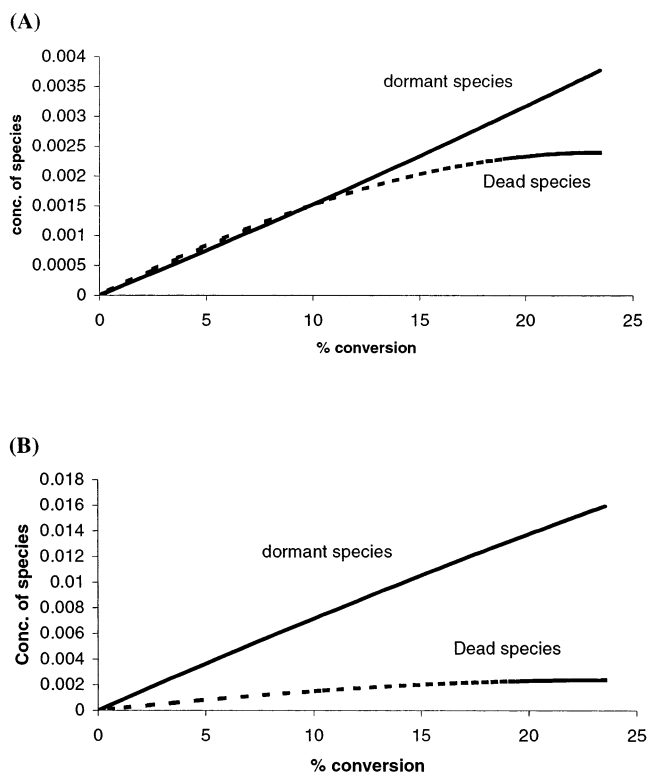 (A)
0.004
0.0035
0.003
0.0025
0.002
0.0015
0.001
0.0005
0
conc. of species
dormant species
Dead species
0 5 10 15 20 25
% conversion
(B)
0.018
0.016
0.014
0.012
0.01
0.008
0.006
0.004
0.002
0
Conc. of species
dormant species
Dead species
0 5 10 15 20 25
% conversion